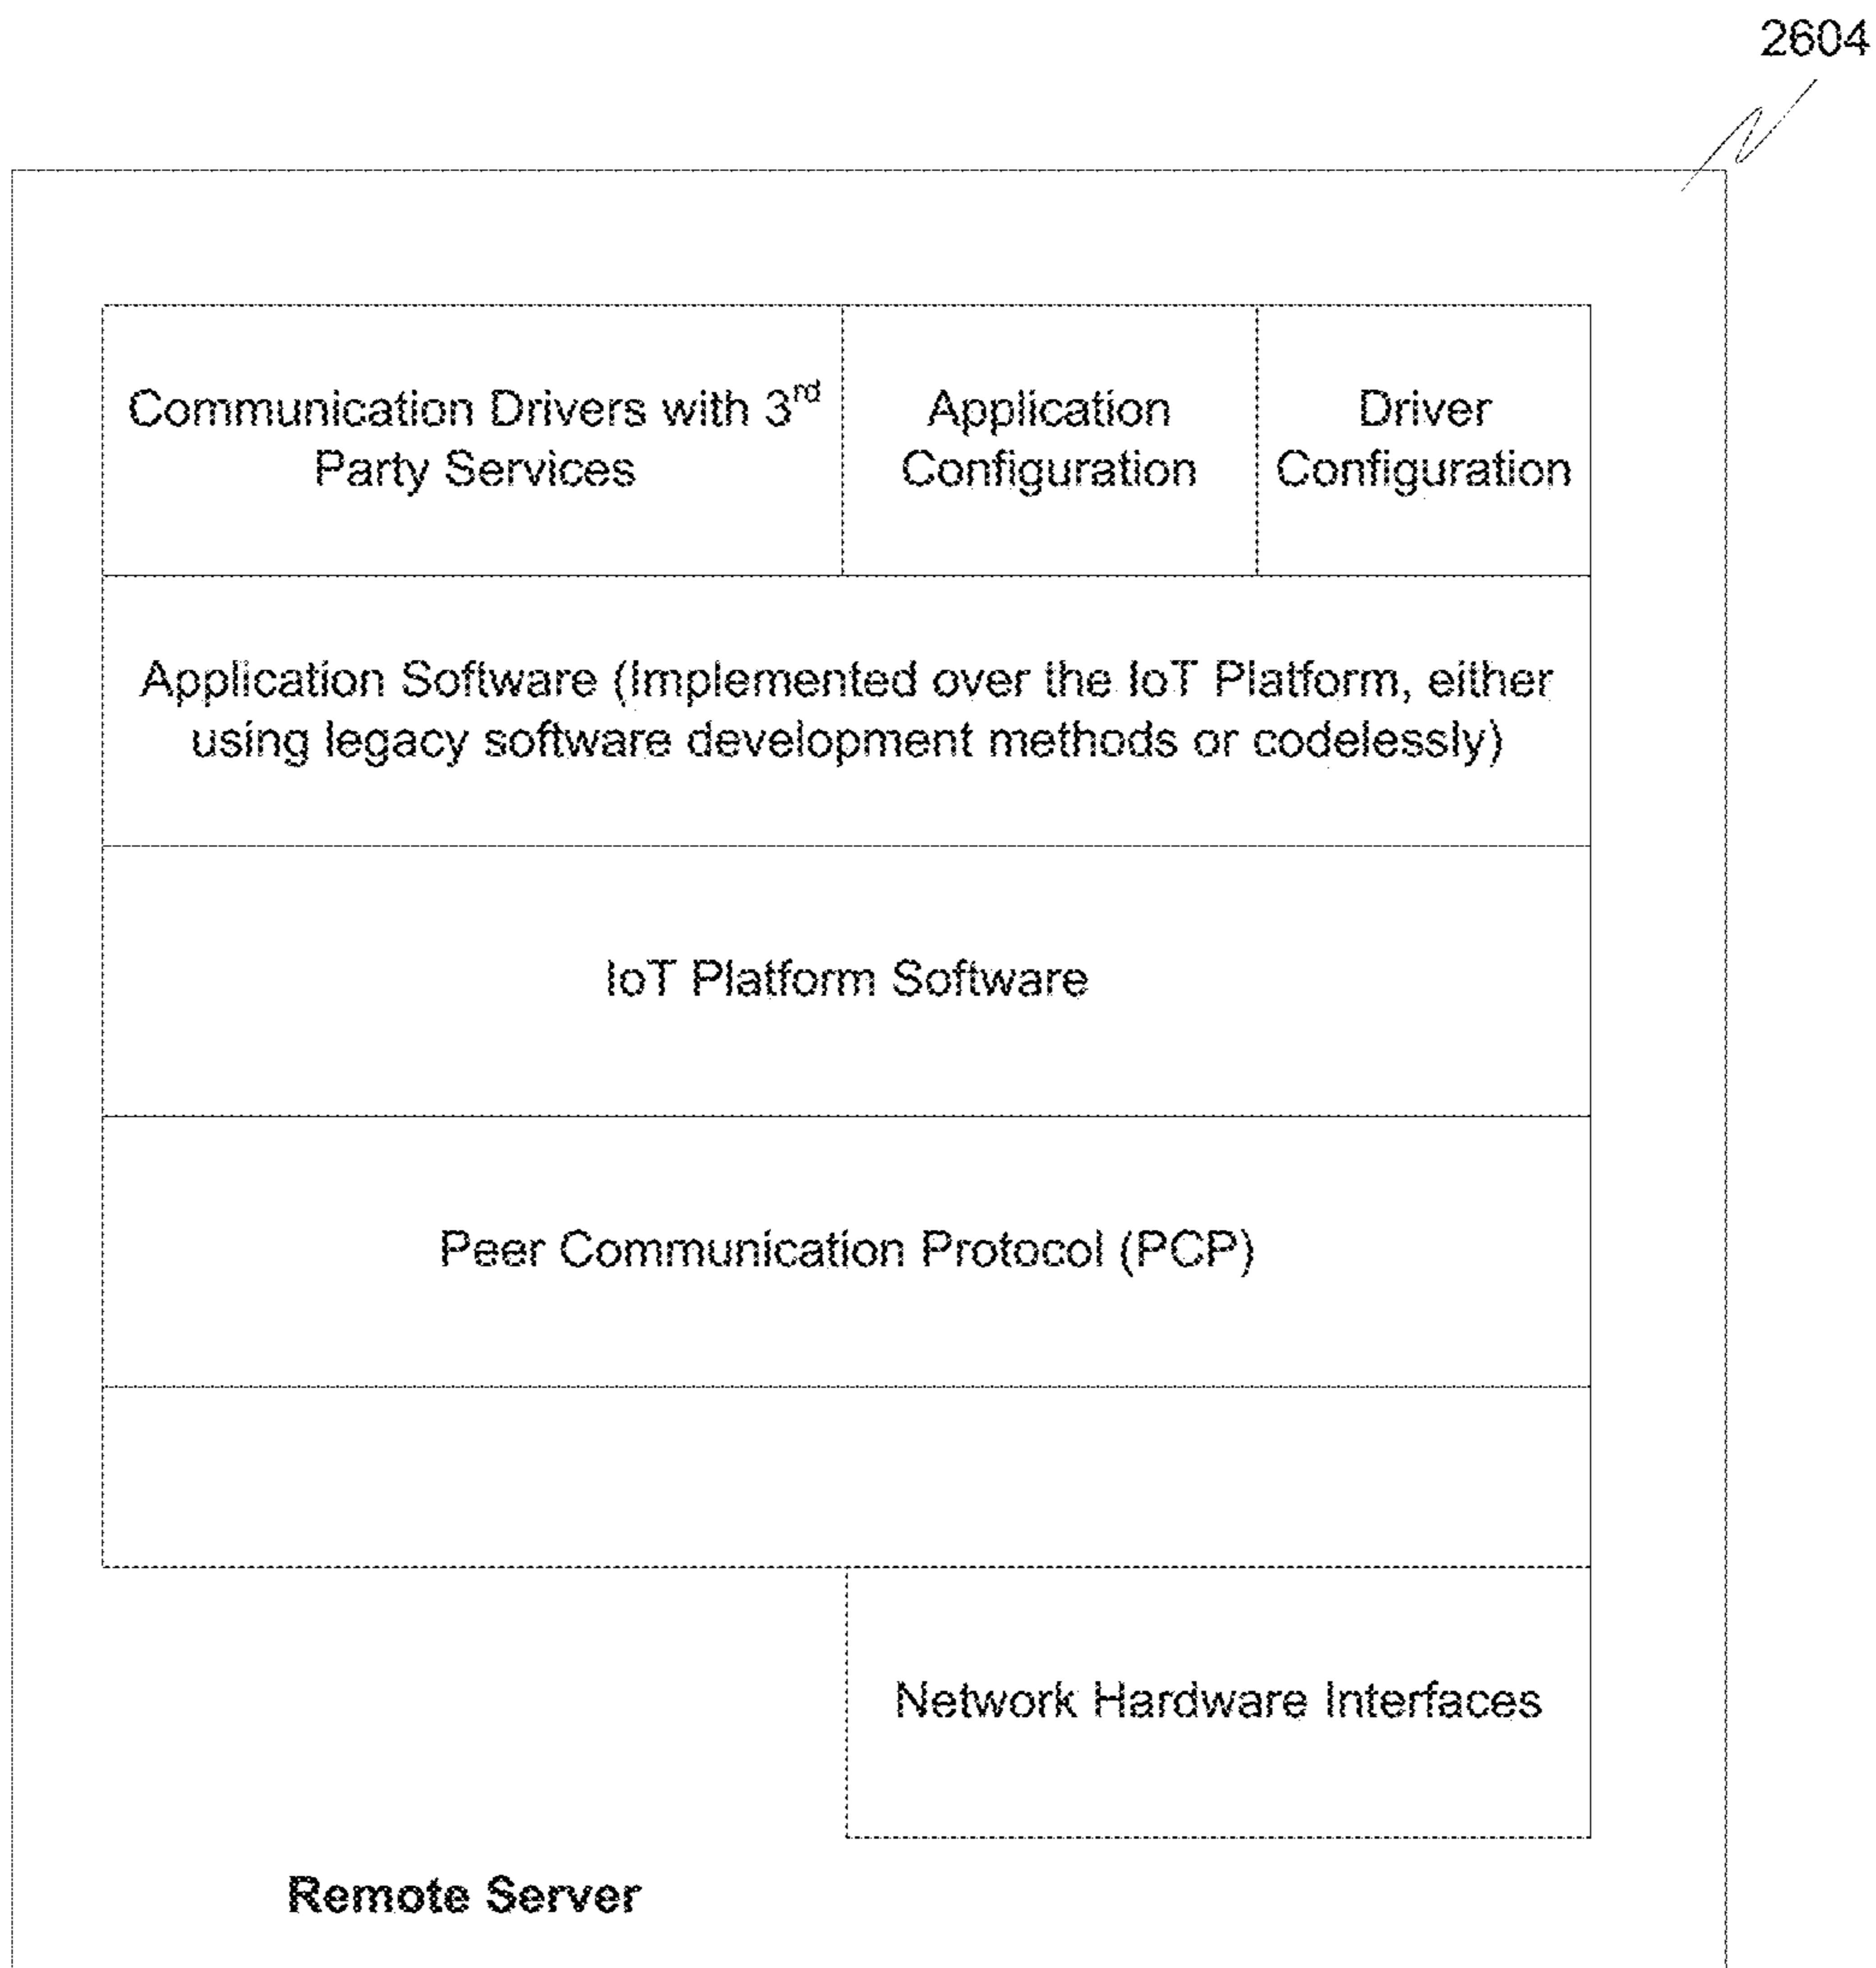 2604
Communication Drivers with 3rd
Party Services
Application
Configuration
Driver
Configuration
Application Software (Implemented over the IoT Platform, either
using legacy software development methods or codelessly)
IoT Platform Software
Peer Communication Protocol (PCP)
Network Hardware Interfaces
Remote Server